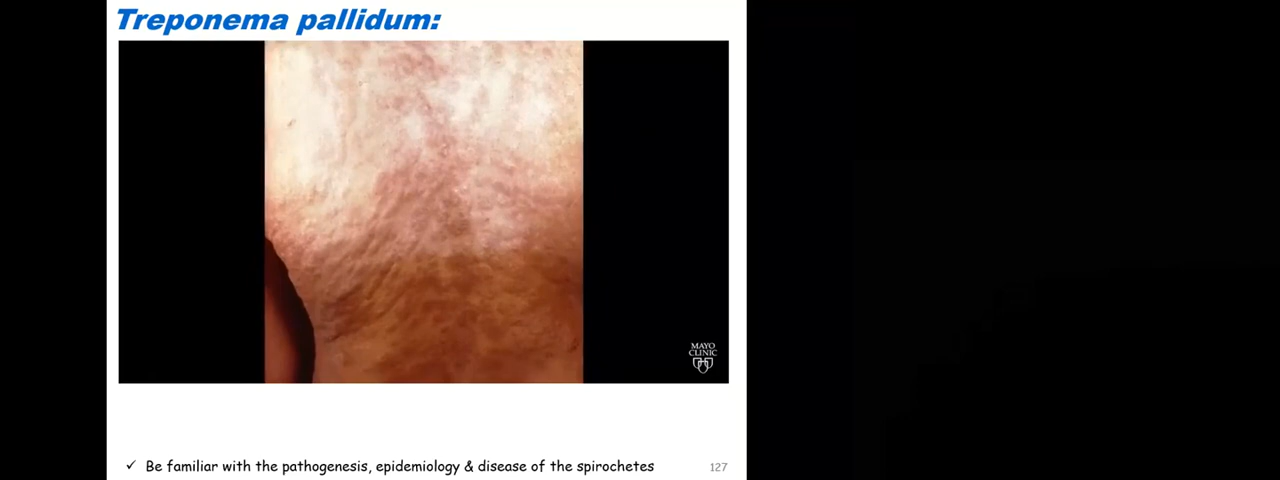 Treponema pallidum:
MAYO
CLINIC
✓ Be familiar with the pathogenesis, epidemiology & disease of the spirochetes
127